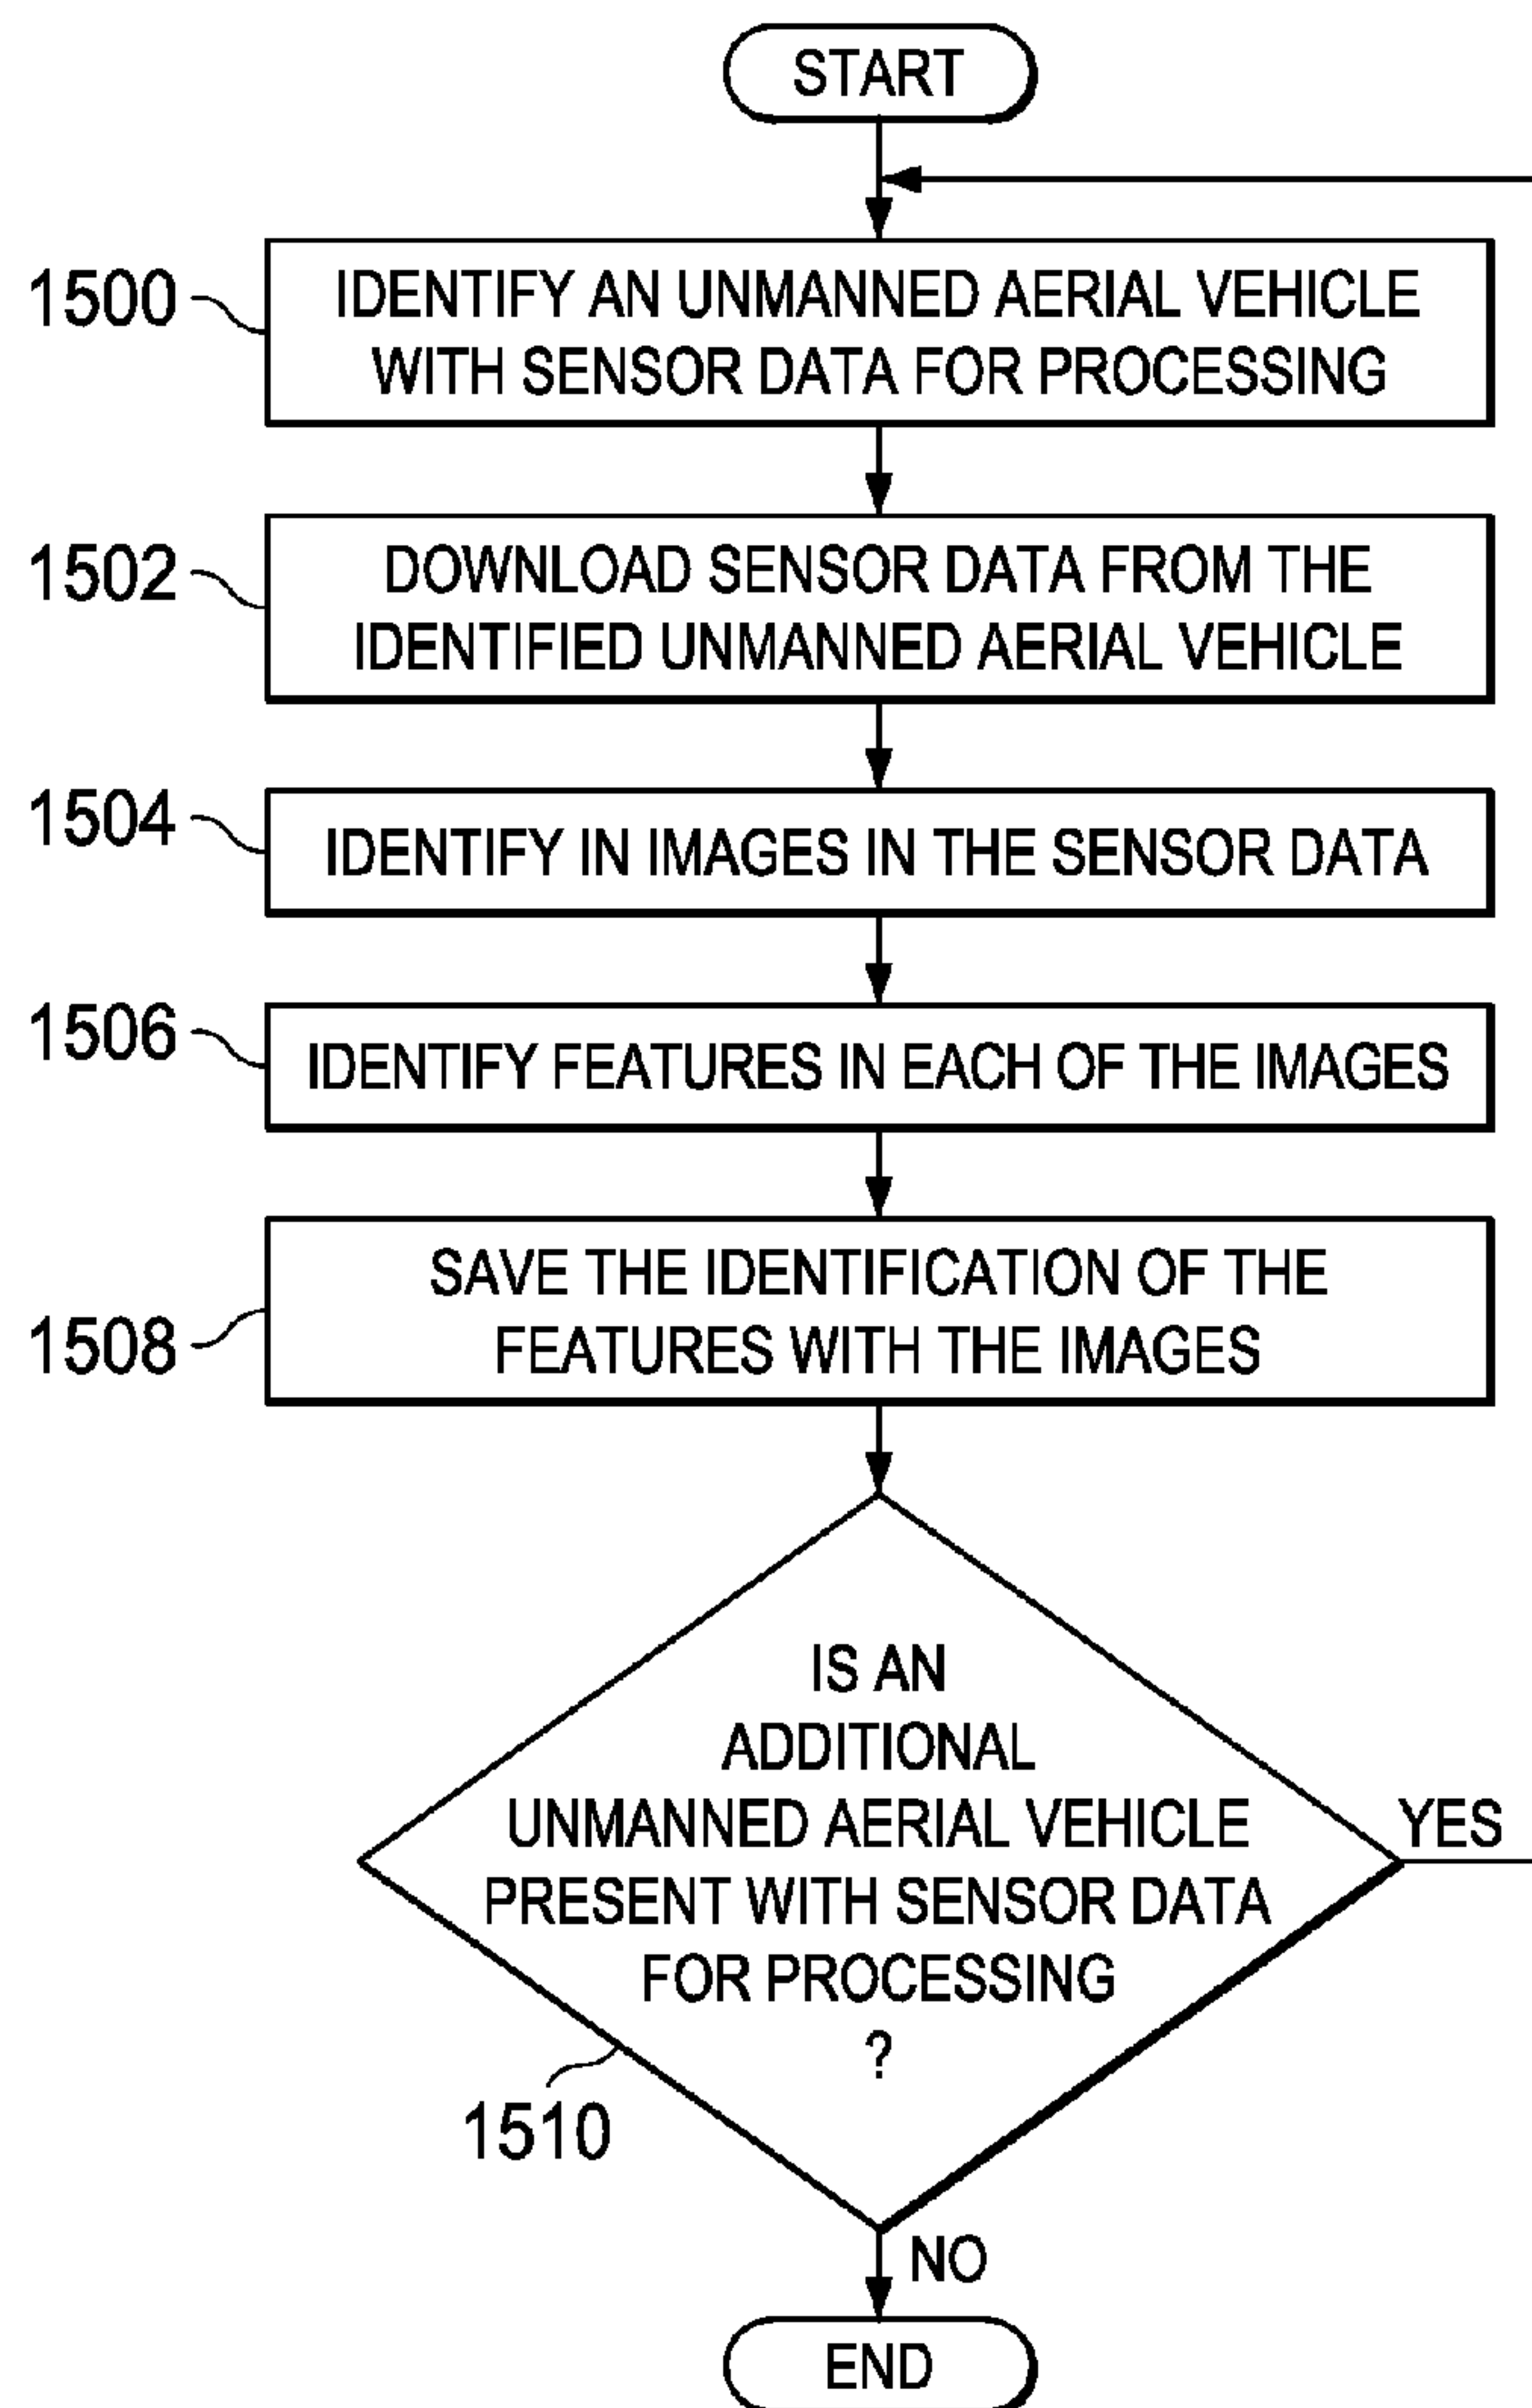 START
1500
IDENTIFY AN UNMANNED AERIAL VEHICLE
WITH SENSOR DATA FOR PROCESSING
1502
DOWNLOAD SENSOR DATA FROM THE
IDENTIFIED UNMANNED AERIAL VEHICLE
1504
IDENTIFY IN IMAGES IN THE SENSOR DATA
1506
IDENTIFY FEATURES IN EACH OF THE IMAGES
1508
SAVE THE IDENTIFICATION OF THE
FEATURES WITH THE IMAGES
IS AN
ADDITIONAL
UNMANNED AERIAL VEHICLE
PRESENT WITH SENSOR DATA
FOR PROCESSING
?
YES
1510
NO
END